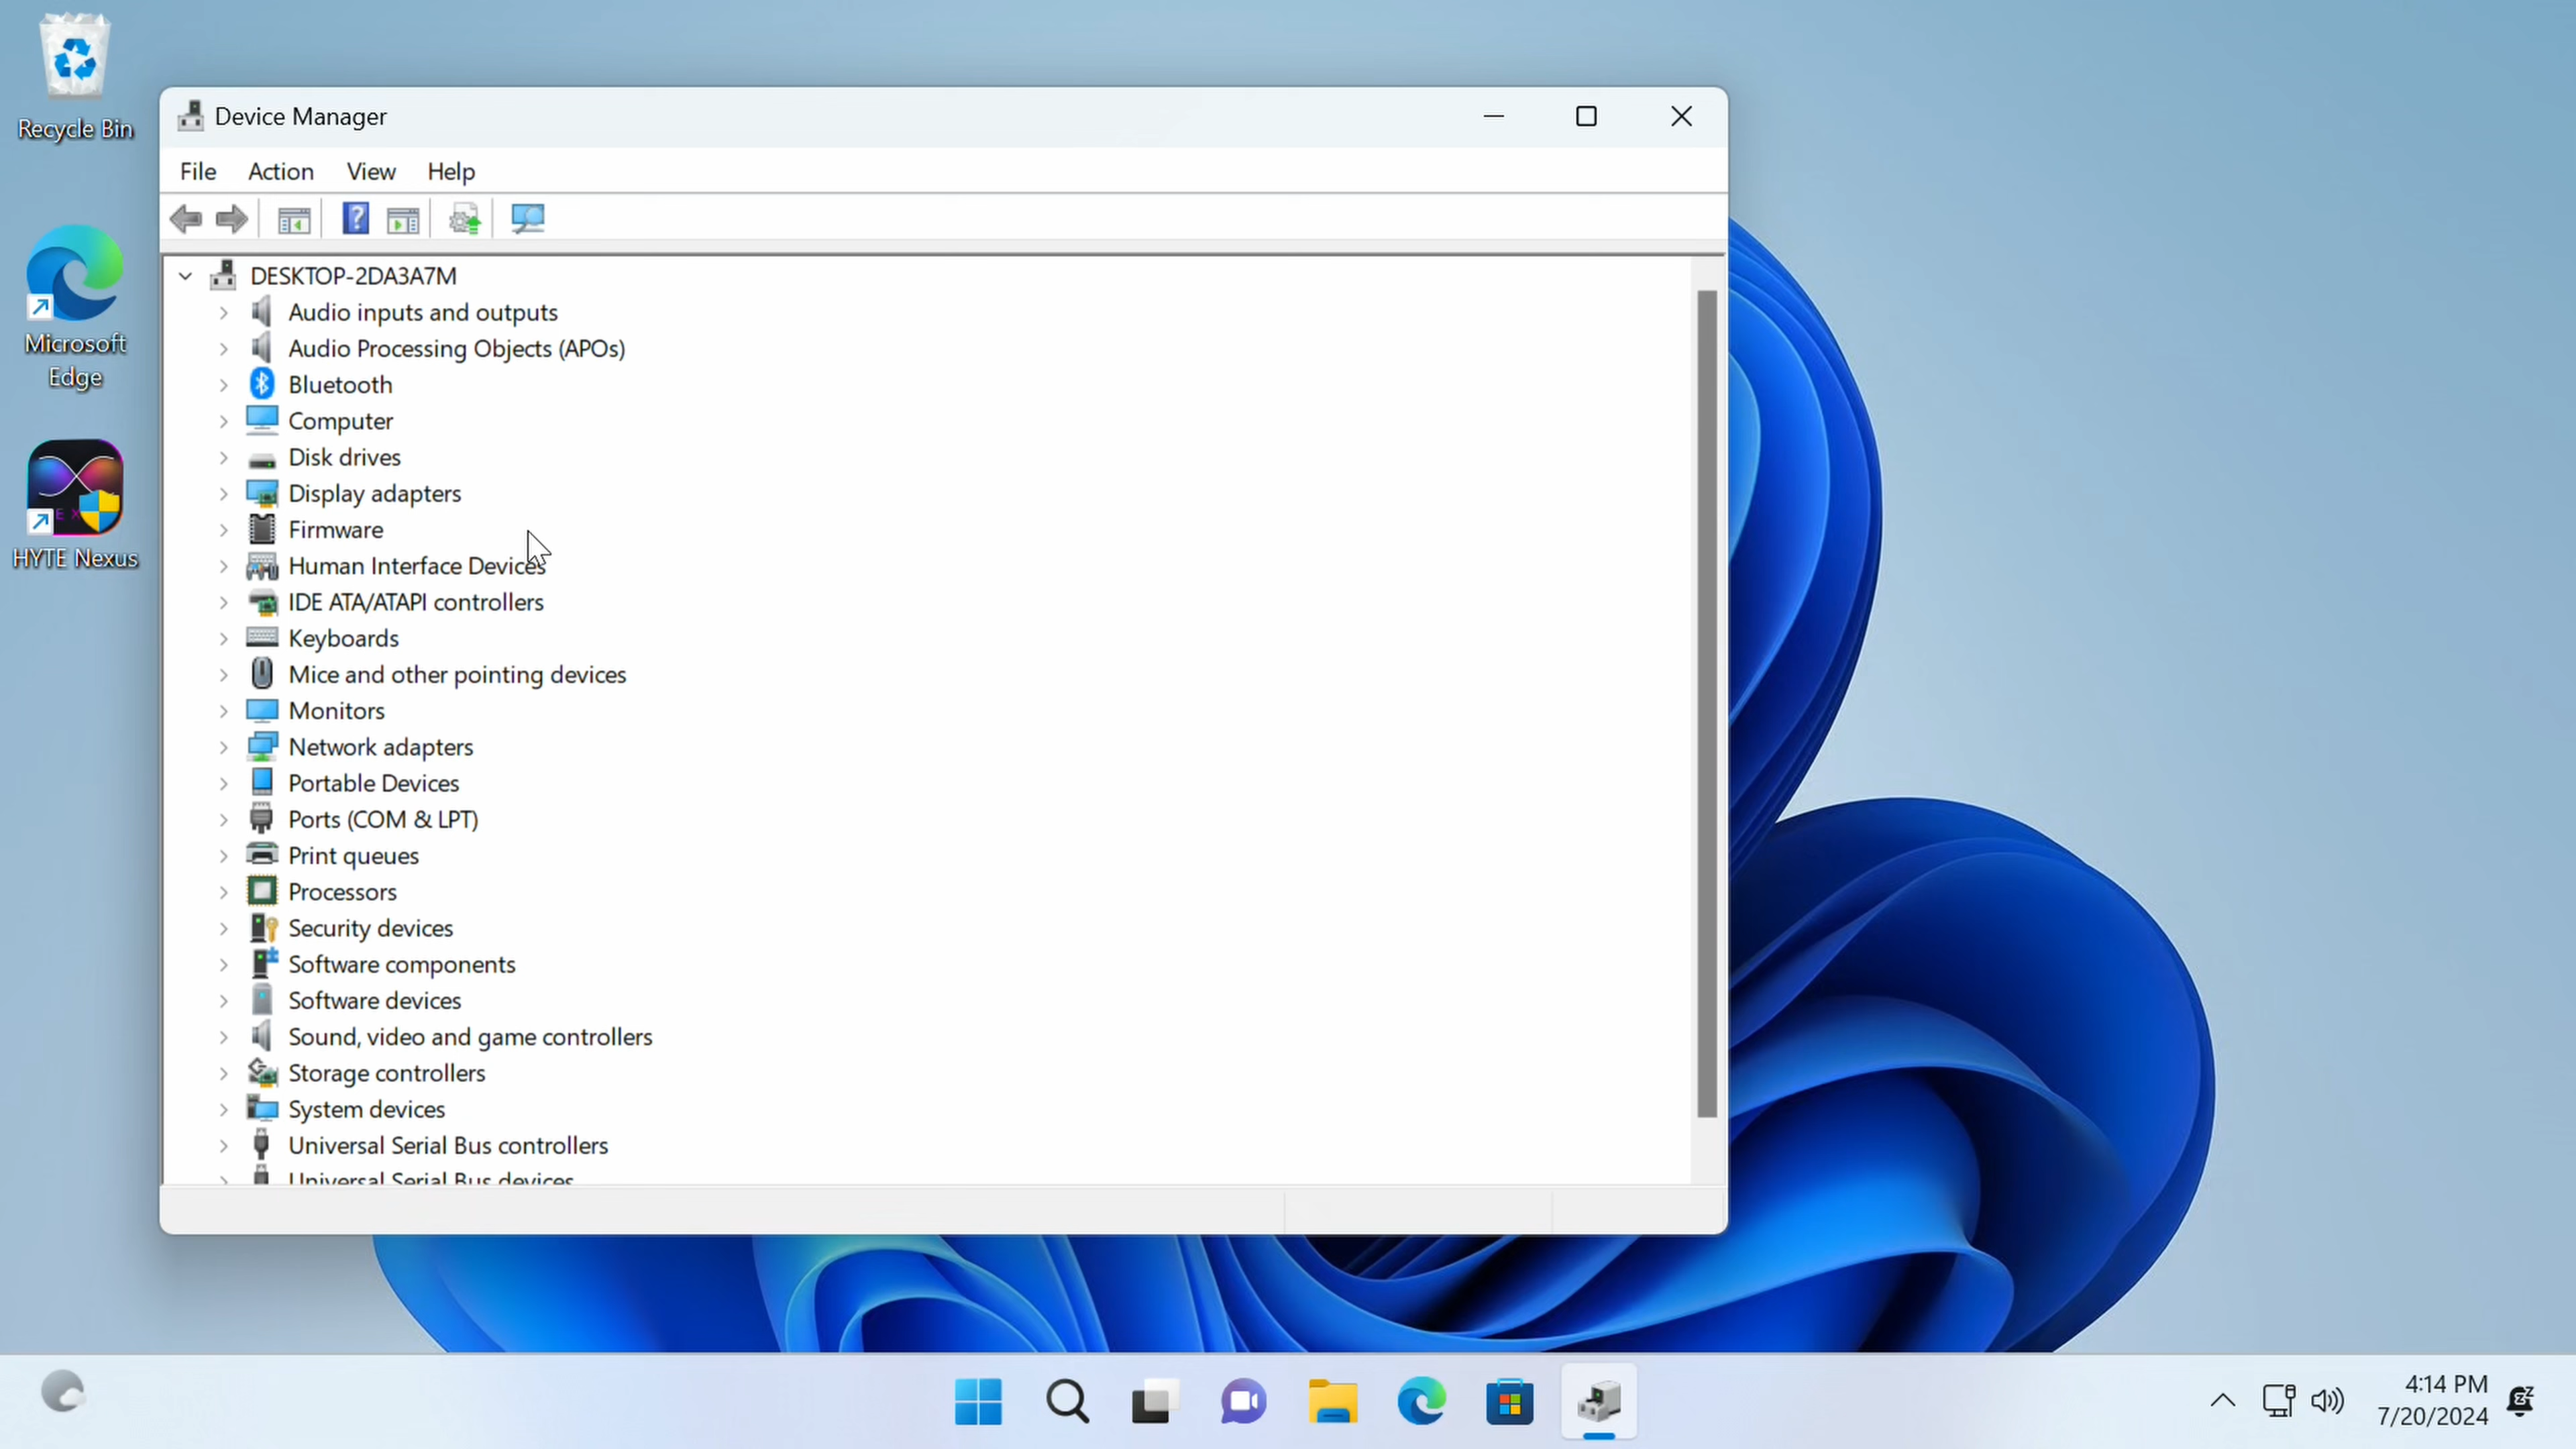 Recycle Bin
Microsoft
Edge
HYTE Nexus
Device Manager
File Action View Help
DESKTOP-2DA3A7M
Audio inputs and outputs
Audio Processing Objects (APOs)
Bluetooth
Computer
Disk drives
Display adapters
Firmware
Human Interface Devices
IDE ATA/ATAPI controllers
Keyboards
Mice and other pointing devices
Monitors
Network adapters
Portable Devices
Ports (COM & LPT)
Print queues
Processors
Security devices
Software components
Software devices
Sound, video and game controllers
Storage controllers
System devices
Universal Serial Bus controllers
Universal Serial Bus devices
4:14 PM
7/20/2024